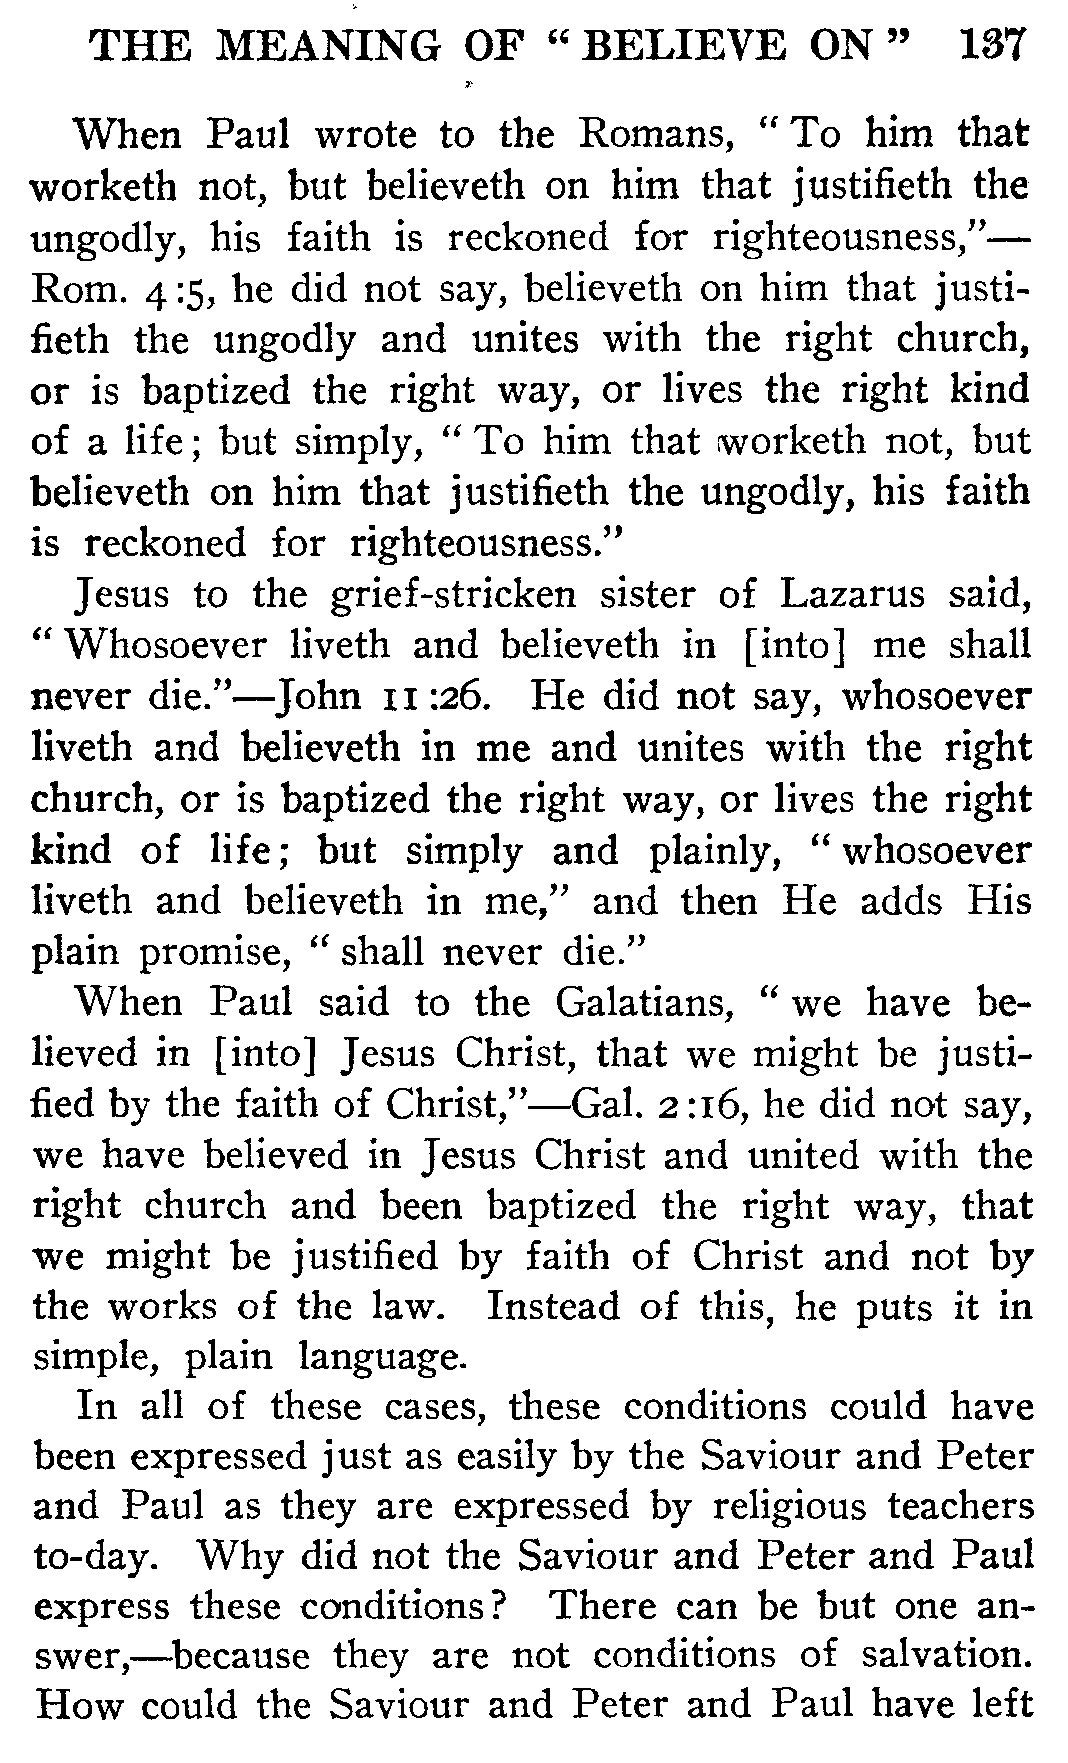 THE MEANING OF “ BELIEVE ON ” 137
When Paul wrote to the Romans, “ To him that
worketh not, but believeth on him that justifieth the
ungodly, his faith is reckoned for righteousness,”—
Rom. 4:5, he did not say, believeth on him that justi-
fieth the ungodly and unites with the right church,
or is baptized the right way, or lives the right kind
of a life; but simply, “ To him that worketh not, but
believeth on him that justifieth the ungodly, his faith
is reckoned for righteousness.”
Jesus to the grief-stricken sister of Lazarus said,
“ Whosoever liveth and believeth in [into] me shall
never die.”—John 11:26. He did not say, whosoever
liveth and believeth in me and unites with the right
church, or is baptized the right way, or lives the right
kind of life; but simply and plainly, “ whosoever
liveth and believeth in me,” and then He adds His
plain promise, “ shall never die.”
When Paul said to the Galatians, “ we have be-
lieved in [into] Jesus Christ, that we might be justi-
fied by the faith of Christ,”—Gal. 2:16, he did not say,
we have believed in Jesus Christ and united with the
right church and been baptized the right way, that
we might be justified by faith of Christ and not by
the works of the law. Instead of this, he puts it in
simple, plain language.
In all of these cases, these conditions could have
been expressed just as easily by the Saviour and Peter
and Paul as they are expressed by religious teachers
to-day. Why did not the Saviour and Peter and Paul
express these conditions? There can be but one an-
swer,—because they are not conditions of salvation.
How could the Saviour and Peter and Paul have left